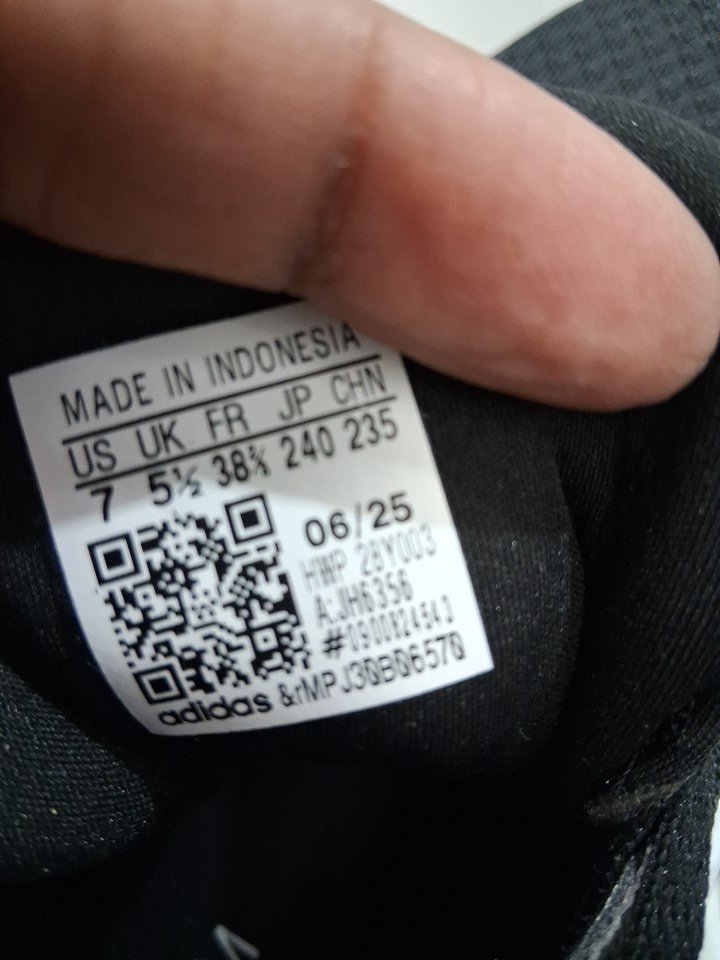 MADE IN INDONESIA
US UK FR JP CHN
7 5½ 38⅔ 240 235
06/25
HWP 28Y003
A:JH6356
#0900824543
adidas &rMPJ30B06570